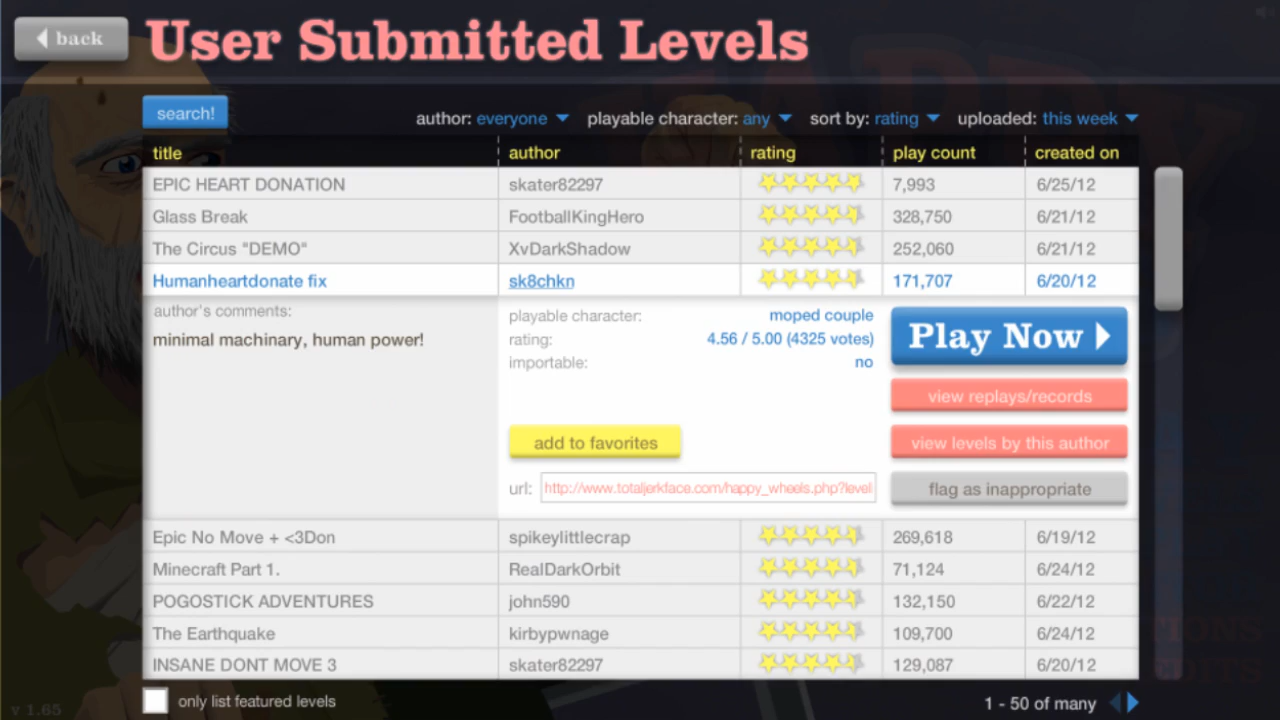 back
User Submitted Levels
search!
author: everyone playable character: any sort by: rating uploaded: this week
title author rating play count created on
EPIC HEART DONATION skater82297 7,993 6/25/12
Glass Break FootballKingHero 328,750 6/21/12
The Circus "DEMO" XvDarkShadow 252,060 6/21/12
Humanheartdonate fix sk8chkn 171,707 6/20/12
author's comments:
minimal machinary, human power!
playable character: moped couple
rating: 4.56 / 5.00 (4325 votes)
importable: no
Play Now
view replays/records
add to favorites
view levels by this author
url: http://www.totaljerkface.com/happy_wheels.php?level
flag as inappropriate
Epic No Move + <3Don spikeylittlecrap 269,618 6/19/12
Minecraft Part 1. RealDarkOrbit 71,124 6/24/12
POGOSTICK ADVENTURES john590 132,150 6/22/12
The Earthquake kirbypwnage 109,700 6/24/12
INSANE DONT MOVE 3 skater82297 129,087 6/20/12
only list featured levels
1 - 50 of many
v 1.65